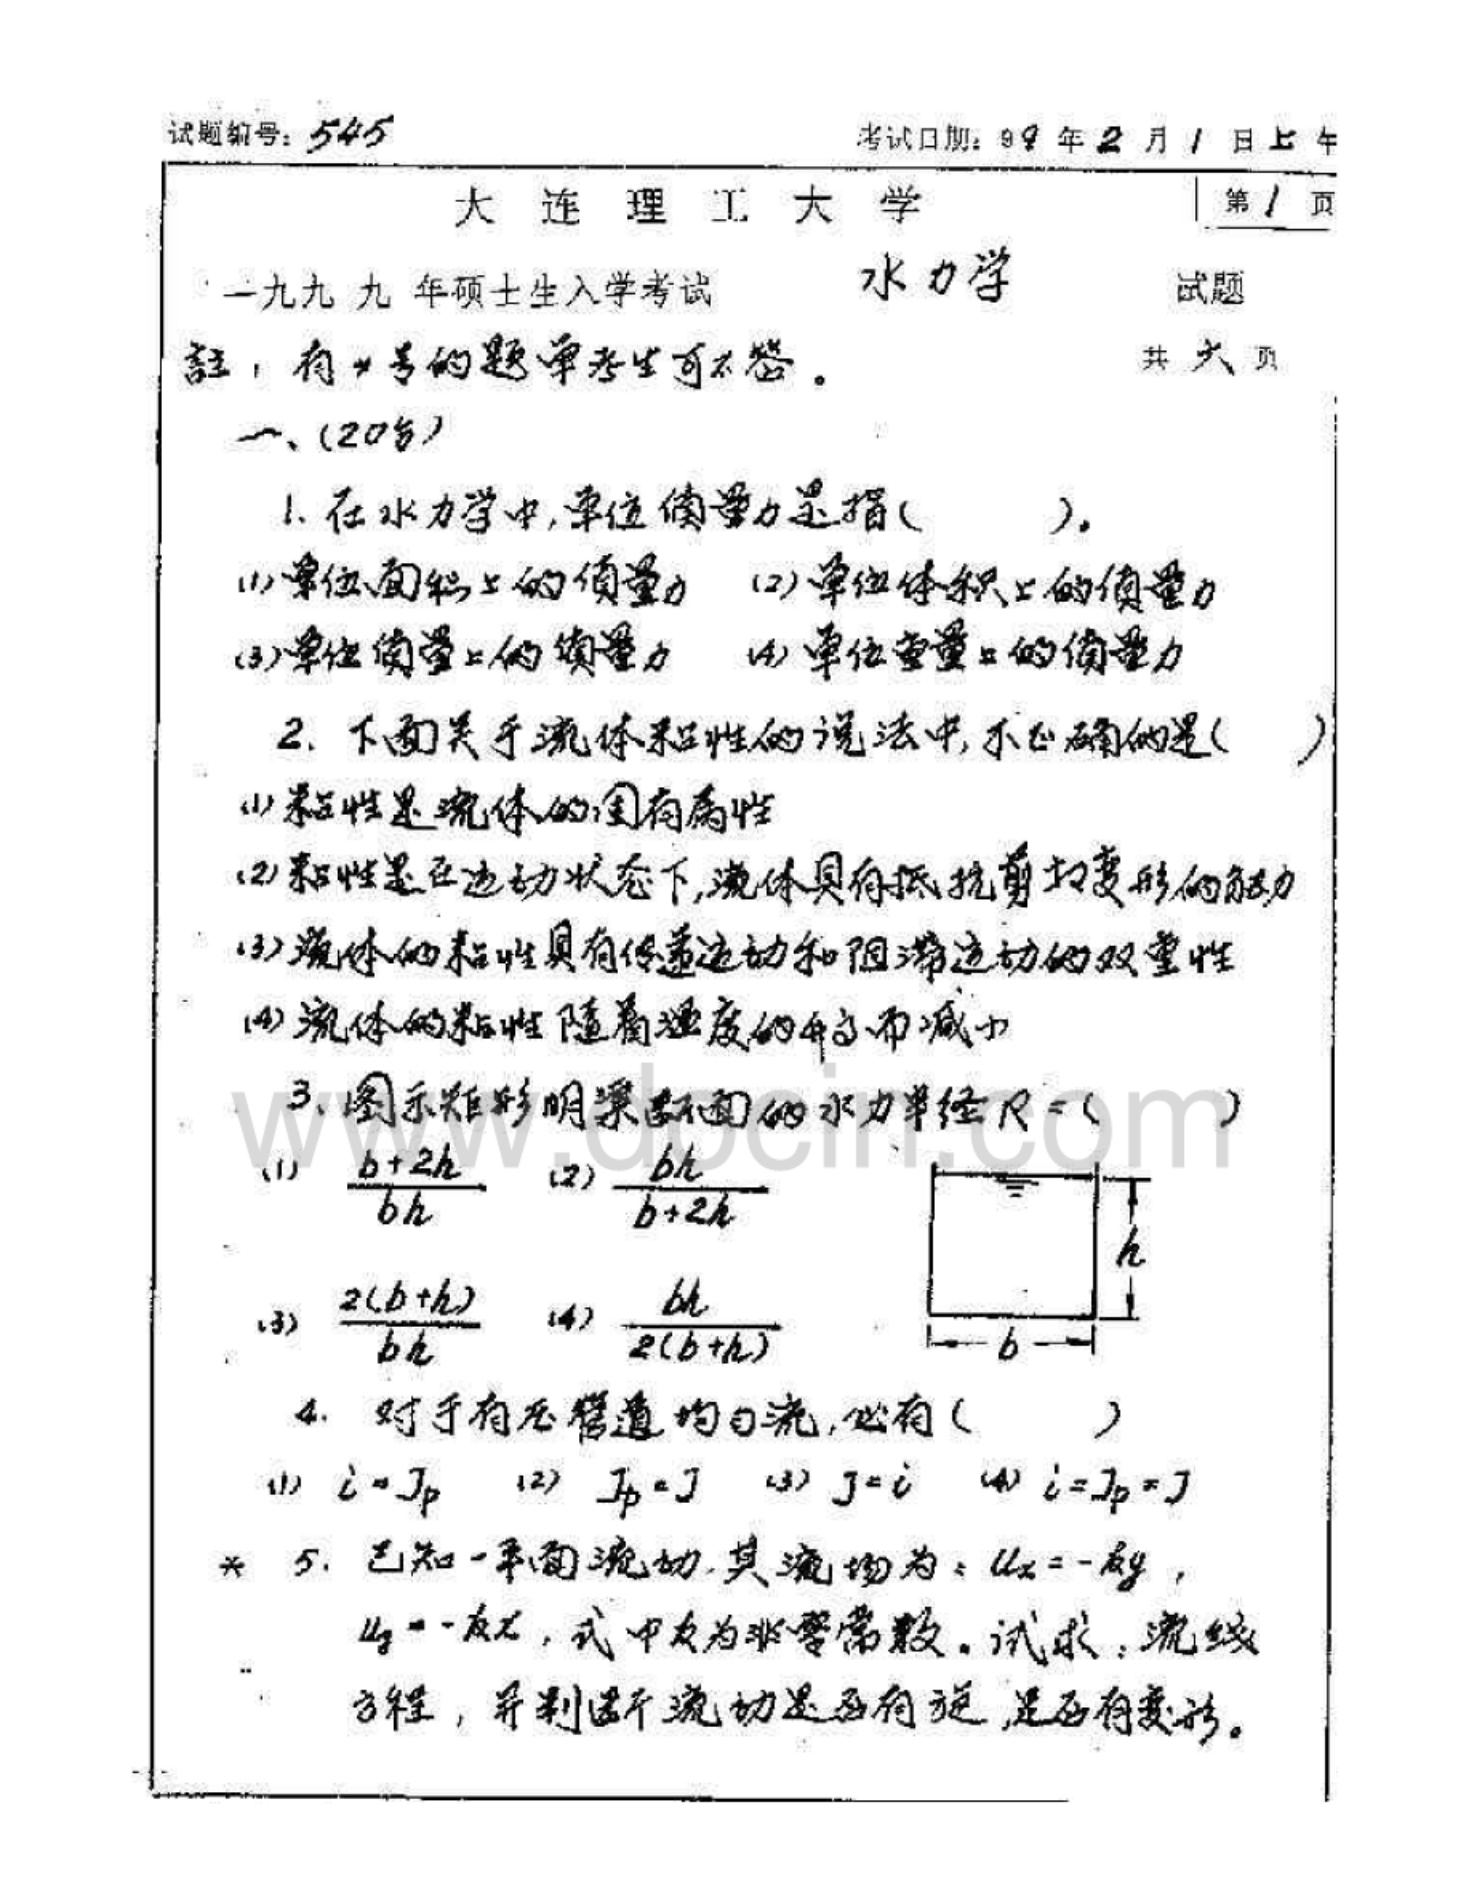 试题编号: 545 考试日期: 99 年 2 月 1 日 上 午
大 连 理 工 大 学 第 1 页
一九九 九 年硕士生入学考试 水力学 试题
註：有*号的题单考生可不答。 共 六 页
一、(20分)
1. 在水力学中,单位质量力是指( )。
(1)单位面积上的质量力 (2)单位体积上的质量力
(3)单位质量上的质量力 (4)单位重量上的质量力
2. 下面关于流体粘性的说法中,不正确的是( )
(1)粘性是流体的固有属性
(2)粘性是在运动状态下,流体具有抵抗剪切变形的能力
(3)流体的粘性具有传递运动和阻滞运动的双重性
(4)流体的粘性随着温度的升高而减小
3. 图示矩形明渠断面的水力半径R=( )
(1) \frac{b+2h}{bh} (2) \frac{bh}{b+2h}
(3) \frac{2(b+h)}{bh} (4) \frac{bh}{2(b+h)}
h
b
4. 对于有压管道均匀流,必有( )
(1) i=Jp (2) Jp=J (3) J=i (4) i=Jp=J
* 5. 已知一平面流动,其流场为: ux=-ky,
uy=-kx, 式中k为非零常数。试求: 流线
方程, 并判断流动是否有旋,是否有变形。
www.docin.com